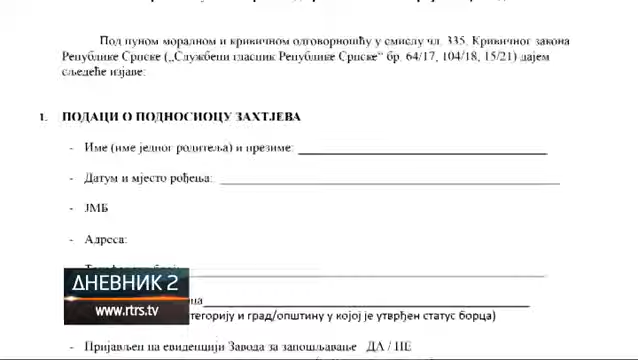 Под пуном моралном и кривичном одговорношћу у смислу чл. 335. Кривичног закона
Републике Српске („Службени гласник Републике Српске“ бр. 64/17, 104/18, 15/21) дајем
сљедеће изјаве:
1. ПОДАЦИ О ПОДНОСИОЦУ ЗАХТЈЕВА
- Име (име једног родитеља) и презиме:
- Датум и мјесто рођења:
- ЈМБ
- Адреса:
ДНЕВНИК 2
www.rtrs.tv
тегорију и град/општину у којој је утврђен статус борца)
- Пријављен на евиденцији Завода за запошљавање ДА / НЕ